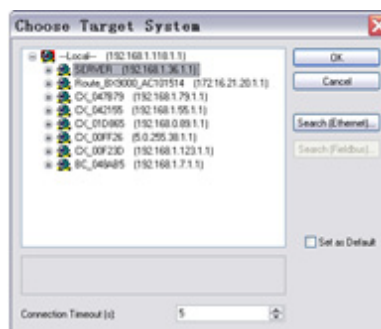 Choose Target System
--Local-- (192.168.1.118.1.1)
SERVER (192.168.1.36.1.1)
Route_BX9000_AC101514 (172.16.21.20.1.1)
CX_047B79 (192.168.1.79.1.1)
CX_042155 (192.168.1.55.1.1)
CX_01D865 (192.168.0.89.1.1)
CX_00FF26 (5.0.255.38.1.1)
CX_00F23D (192.168.1.123.1.1)
(192.168.1.7.1.1)
OK
Cancel
Search (Ethernet)...
Search (Fieldbus)...
Set as Default
Connection Timeout (s):
5